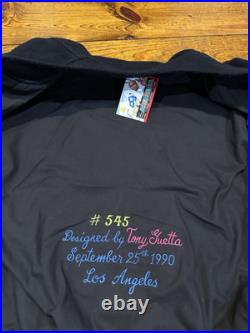 # 545
Designed by Tony Guetta
September 25th 1990
Los Angeles